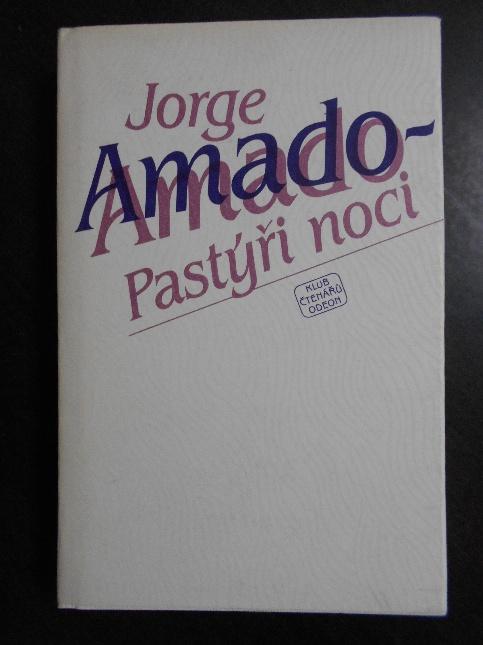 Jorge
Amado-
Amado
Pastýři noci
KLUB
ČTENÁŘŮ
ODEON